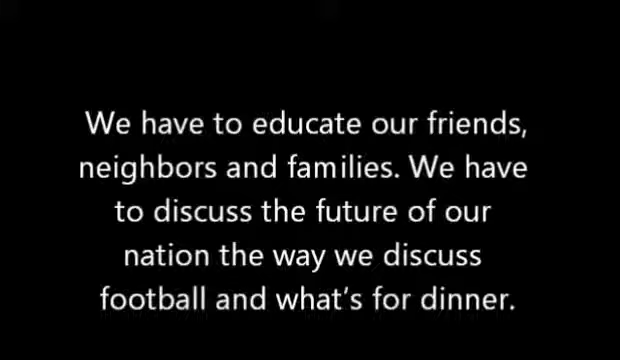 We have to educate our friends,
neighbors and families. We have
to discuss the future of our
nation the way we discuss
football and what's for dinner.